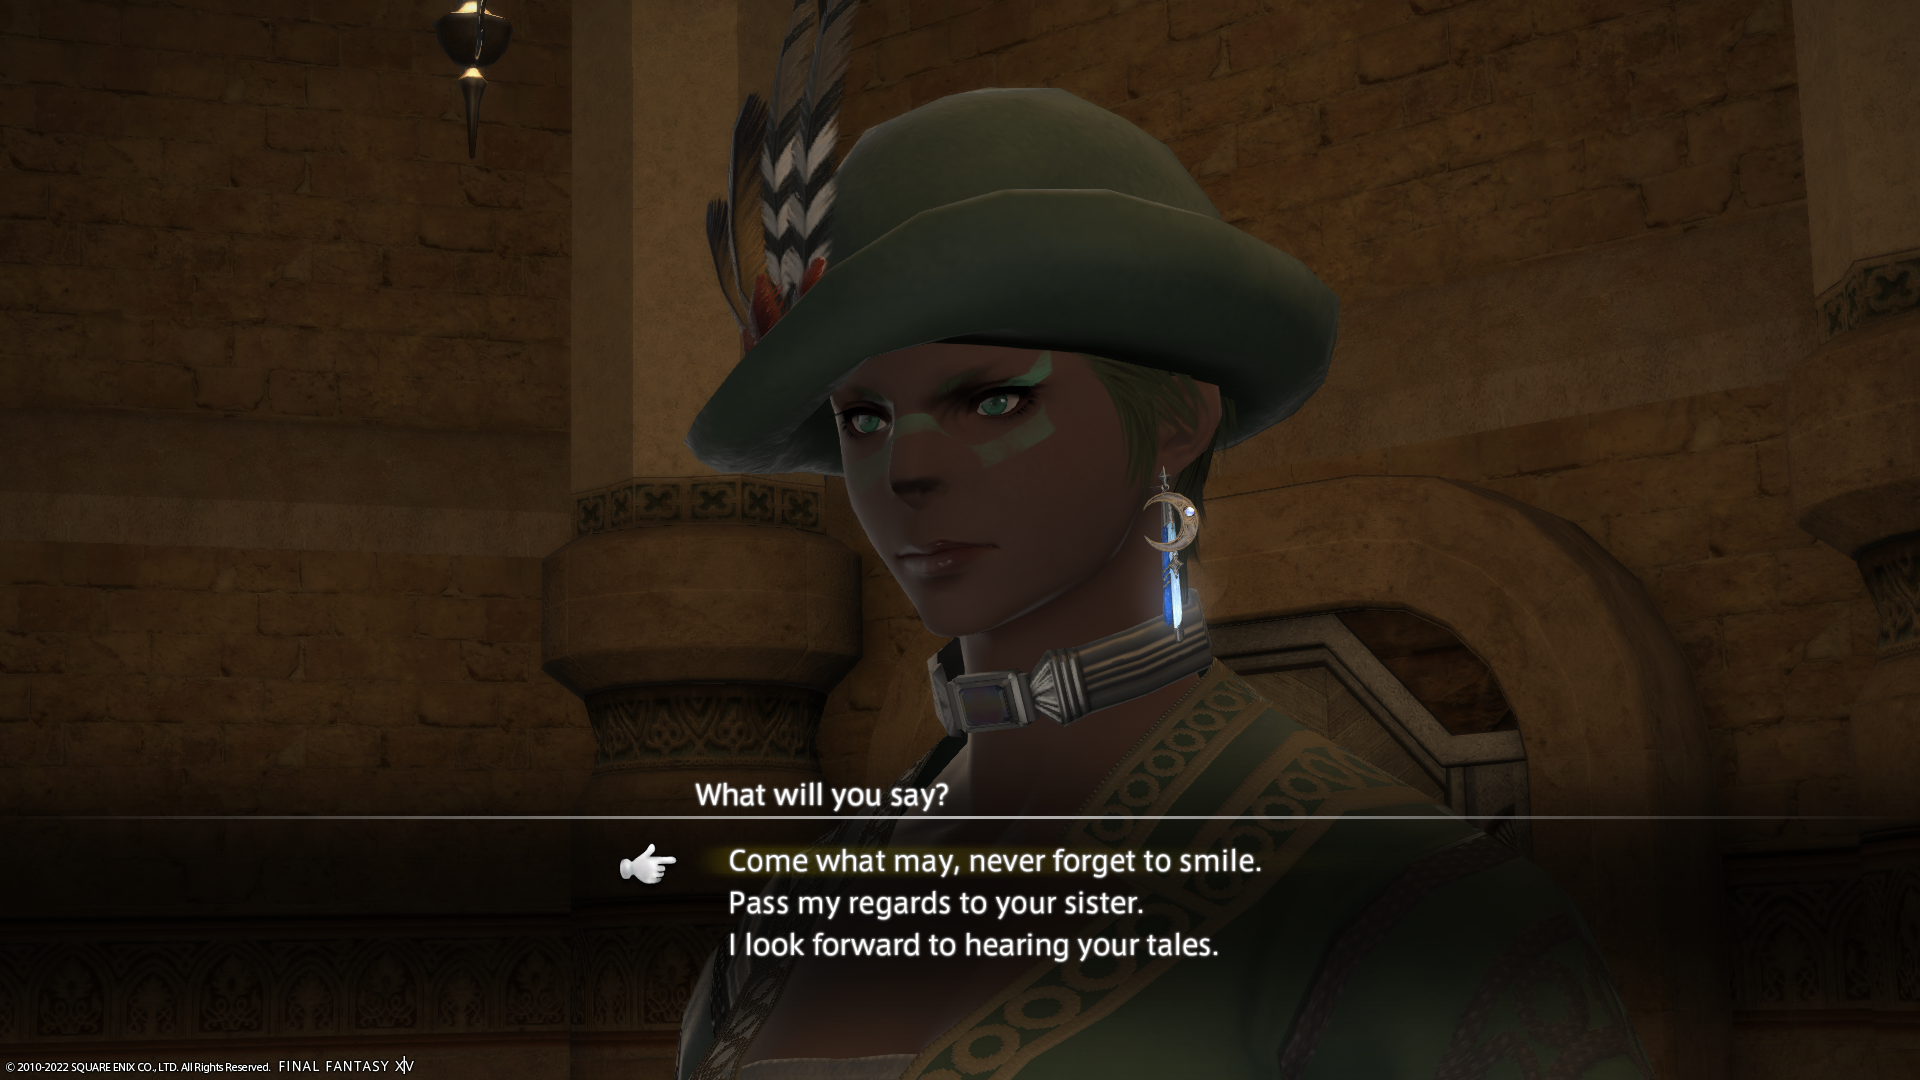 What will you say?
Come what may, never forget to smile.
Pass my regards to your sister.
I look forward to hearing your tales.
© 2010-2022 SQUARE ENIX CO., LTD. All Rights Reserved. FINAL FANTASY XIV